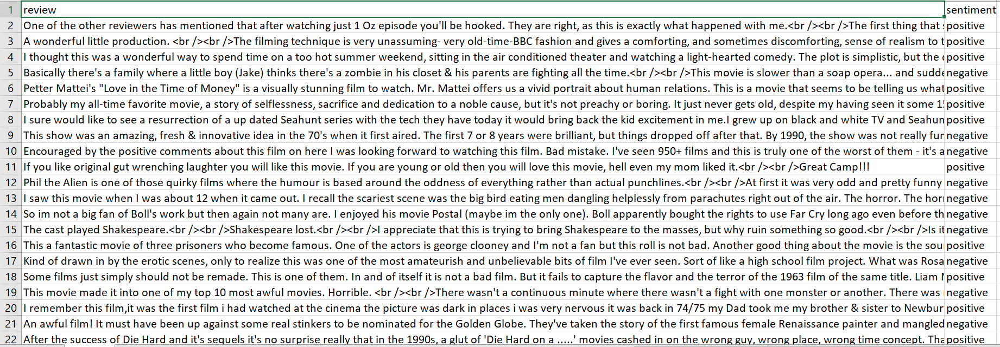 1 review sentiment
2 One of the other reviewers has mentioned that after watching just 1 Oz episode you'll be hooked. They are right, as this is exactly what happened with me.<br /><br />The first thing that positive
3 A wonderful little production. <br /><br />The filming technique is very unassuming- very old-time-BBC fashion and gives a comforting, and sometimes discomforting, sense of realism to t positive
4 I thought this was a wonderful way to spend time on a too hot summer weekend, sitting in the air conditioned theater and watching a light-hearted comedy. The plot is simplistic, but the positive
5 Basically there's a family where a little boy (Jake) thinks there's a zombie in his closet & his parents are fighting all the time.<br /><br />This movie is slower than a soap opera... and sudde negative
6 Petter Mattei's "Love in the Time of Money" is a visually stunning film to watch. Mr. Mattei offers us a vivid portrait about human relations. This is a movie that seems to be telling us what positive
7 Probably my all-time favorite movie, a story of selflessness, sacrifice and dedication to a noble cause, but it's not preachy or boring. It just never gets old, despite my having seen it some 1 positive
8 I sure would like to see a resurrection of a up dated Seahunt series with the tech they have today it would bring back the kid excitement in me.I grew up on black and white TV and Seahun positive
9 This show was an amazing, fresh & innovative idea in the 70's when it first aired. The first 7 or 8 years were brilliant, but things dropped off after that. By 1990, the show was not really fun negative
10 Encouraged by the positive comments about this film on here I was looking forward to watching this film. Bad mistake. I've seen 950+ films and this is truly one of the worst of them - it's a negative
11 If you like original gut wrenching laughter you will like this movie. If you are young or old then you will love this movie, hell even my mom liked it.<br /><br />Great Camp!!! positive
12 Phil the Alien is one of those quirky films where the humour is based around the oddness of everything rather than actual punchlines.<br /><br />At first it was very odd and pretty funny negative
13 I saw this movie when I was about 12 when it came out. I recall the scariest scene was the big bird eating men dangling helplessly from parachutes right out of the air. The horror. The hor negative
14 So im not a big fan of Boll's work but then again not many are. I enjoyed his movie Postal (maybe im the only one). Boll apparently bought the rights to use Far Cry long ago even before th negative
15 The cast played Shakespeare.<br /><br />Shakespeare lost.<br /><br />I appreciate that this is trying to bring Shakespeare to the masses, but why ruin something so good.<br /><br />Is it negative
16 This a fantastic movie of three prisoners who become famous. One of the actors is george clooney and I'm not a fan but this roll is not bad. Another good thing about the movie is the sou positive
17 Kind of drawn in by the erotic scenes, only to realize this was one of the most amateurish and unbelievable bits of film I've ever seen. Sort of like a high school film project. What was Rosa negative
18 Some films just simply should not be remade. This is one of them. In and of itself it is not a bad film. But it fails to capture the flavor and the terror of the 1963 film of the same title. Liam positive
19 This movie made it into one of my top 10 most awful movies. Horrible. <br /><br />There wasn't a continuous minute where there wasn't a fight with one monster or another. There was negative
20 I remember this film,it was the first film i had watched at the cinema the picture was dark in places i was very nervous it was back in 74/75 my Dad took me my brother & sister to Newbur positive
21 An awful film! It must have been up against some real stinkers to be nominated for the Golden Globe. They've taken the story of the first famous female Renaissance painter and mangled negative
22 After the success of Die Hard and it's sequels it's no surprise really that in the 1990s, a glut of 'Die Hard on a .....' movies cashed in on the wrong guy, wrong place, wrong time concept. Tha positive